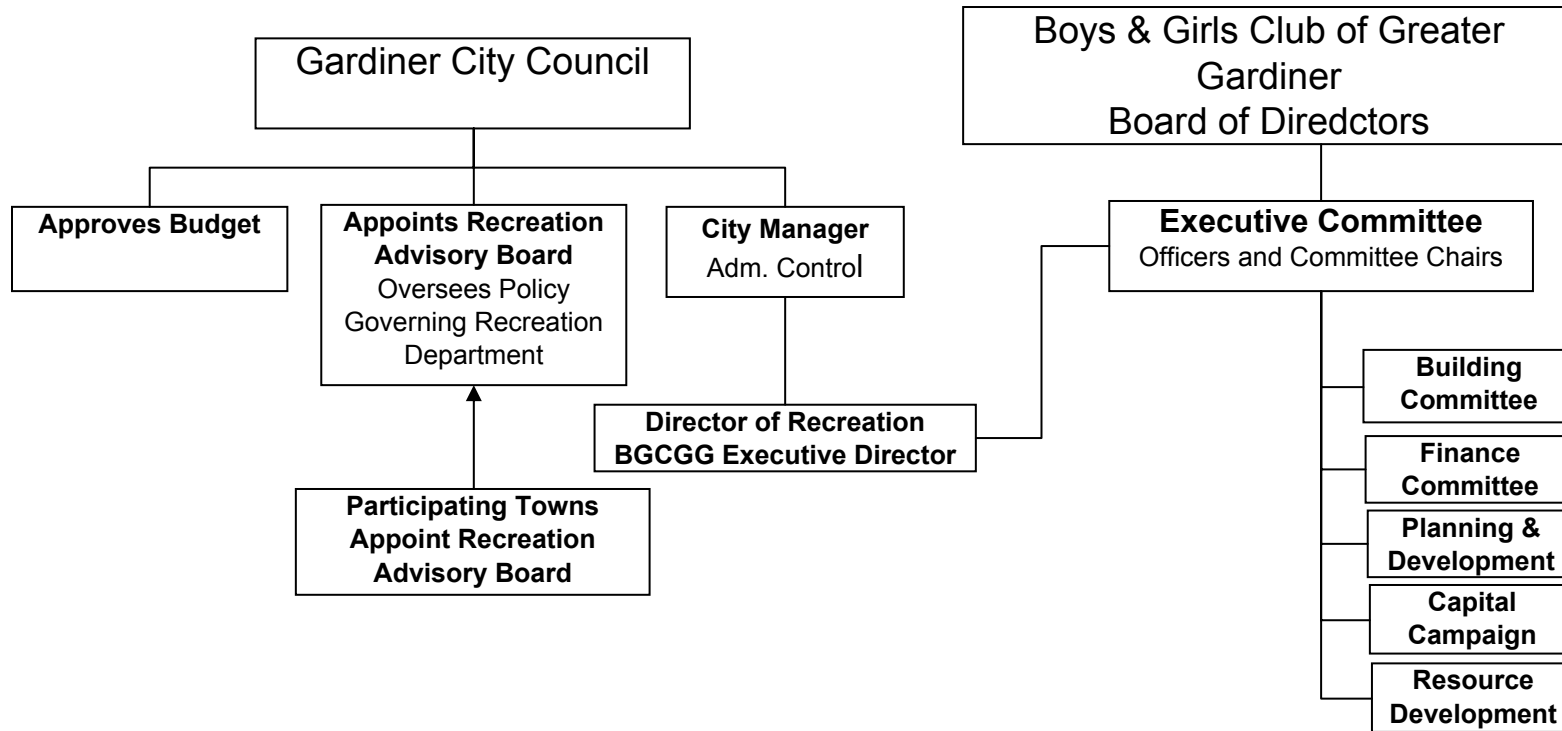 Gardiner City Council
Boys & Girls Club of Greater
Gardiner
Board of Diredctors
Approves Budget
Appoints Recreation
Advisory Board
Oversees Policy
Governing Recreation
Department
City Manager
Adm. Control
Executive Committee
Officers and Committee Chairs
Director of Recreation
BGCGG Executive Director
Participating Towns
Appoint Recreation
Advisory Board
Building
Committee
Finance
Committee
Planning &
Development
Capital
Campaign
Resource
Development